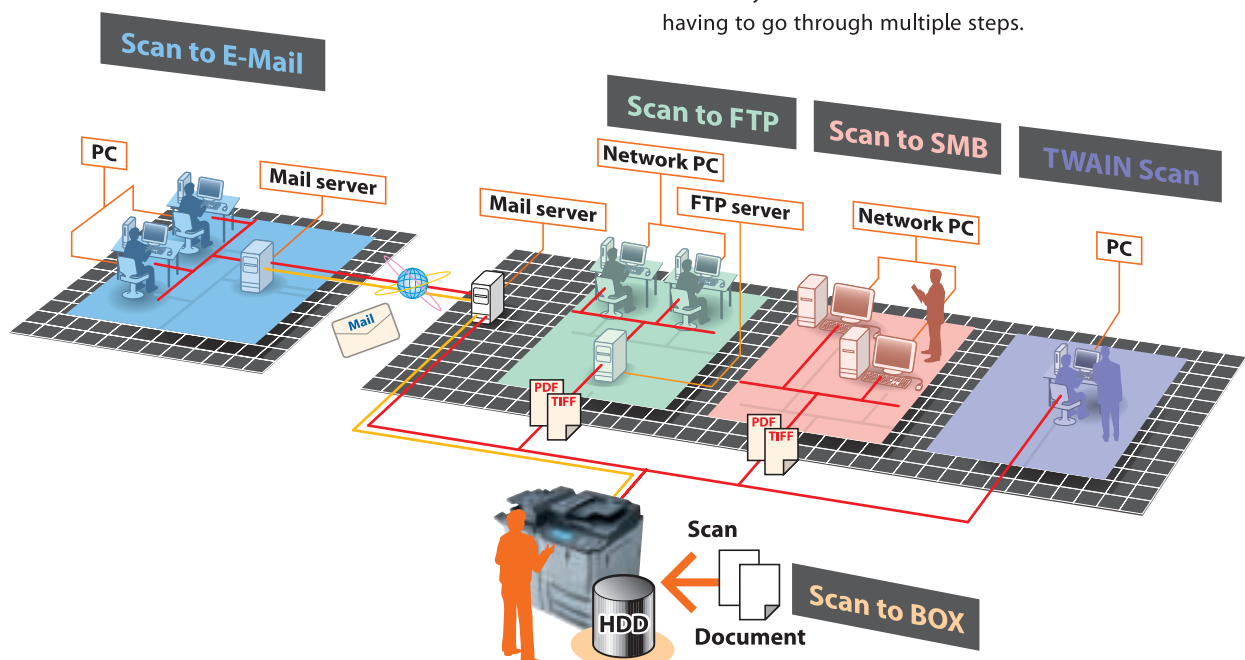 having to go through multiple steps.
Scan to E-Mail
Scan to FTP
Scan to SMB
TWAIN Scan
PC
Mail server
Mail server
Network PC
FTP server
Network PC
PC
Mail
PDF
TIFF
PDF
TIFF
Scan
HDD
Document
Scan to BOX